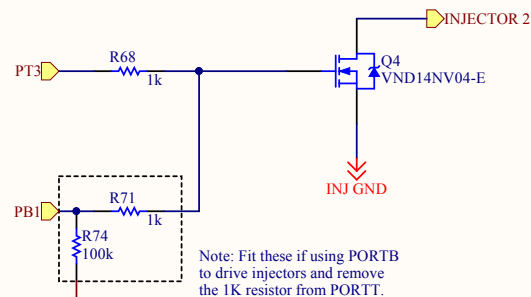 INJECTOR 2
R68
Q4
PT3
VND14NV04-E
1k
INJ GND
R71
PB1
1k
R74
100k
Note: Fit these if using PORTB
to drive injectors and remove
the 1K resistor from PORTT.